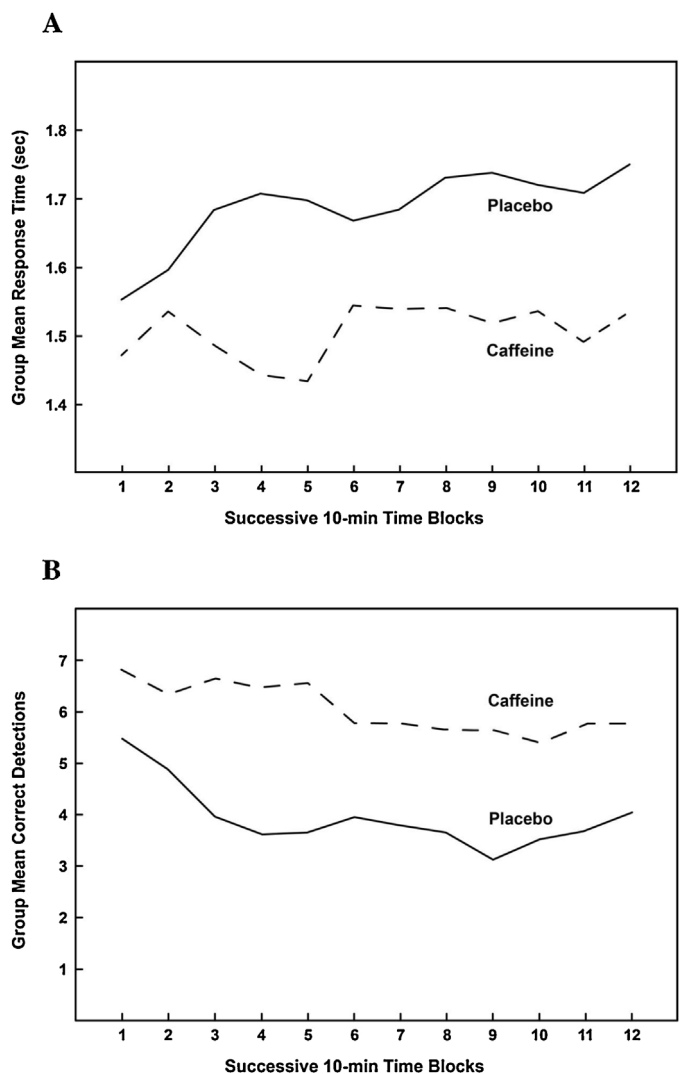 A
1.8
1.7
1.6
1.5
1.4
Group Mean Response Time (sec)
Placebo
Caffeine
1 2 3 4 5 6 7 8 9 10 11 12
Successive 10-min Time Blocks
B
7
6
5
4
3
2
1
Group Mean Correct Detections
Caffeine
Placebo
1 2 3 4 5 6 7 8 9 10 11 12
Successive 10-min Time Blocks